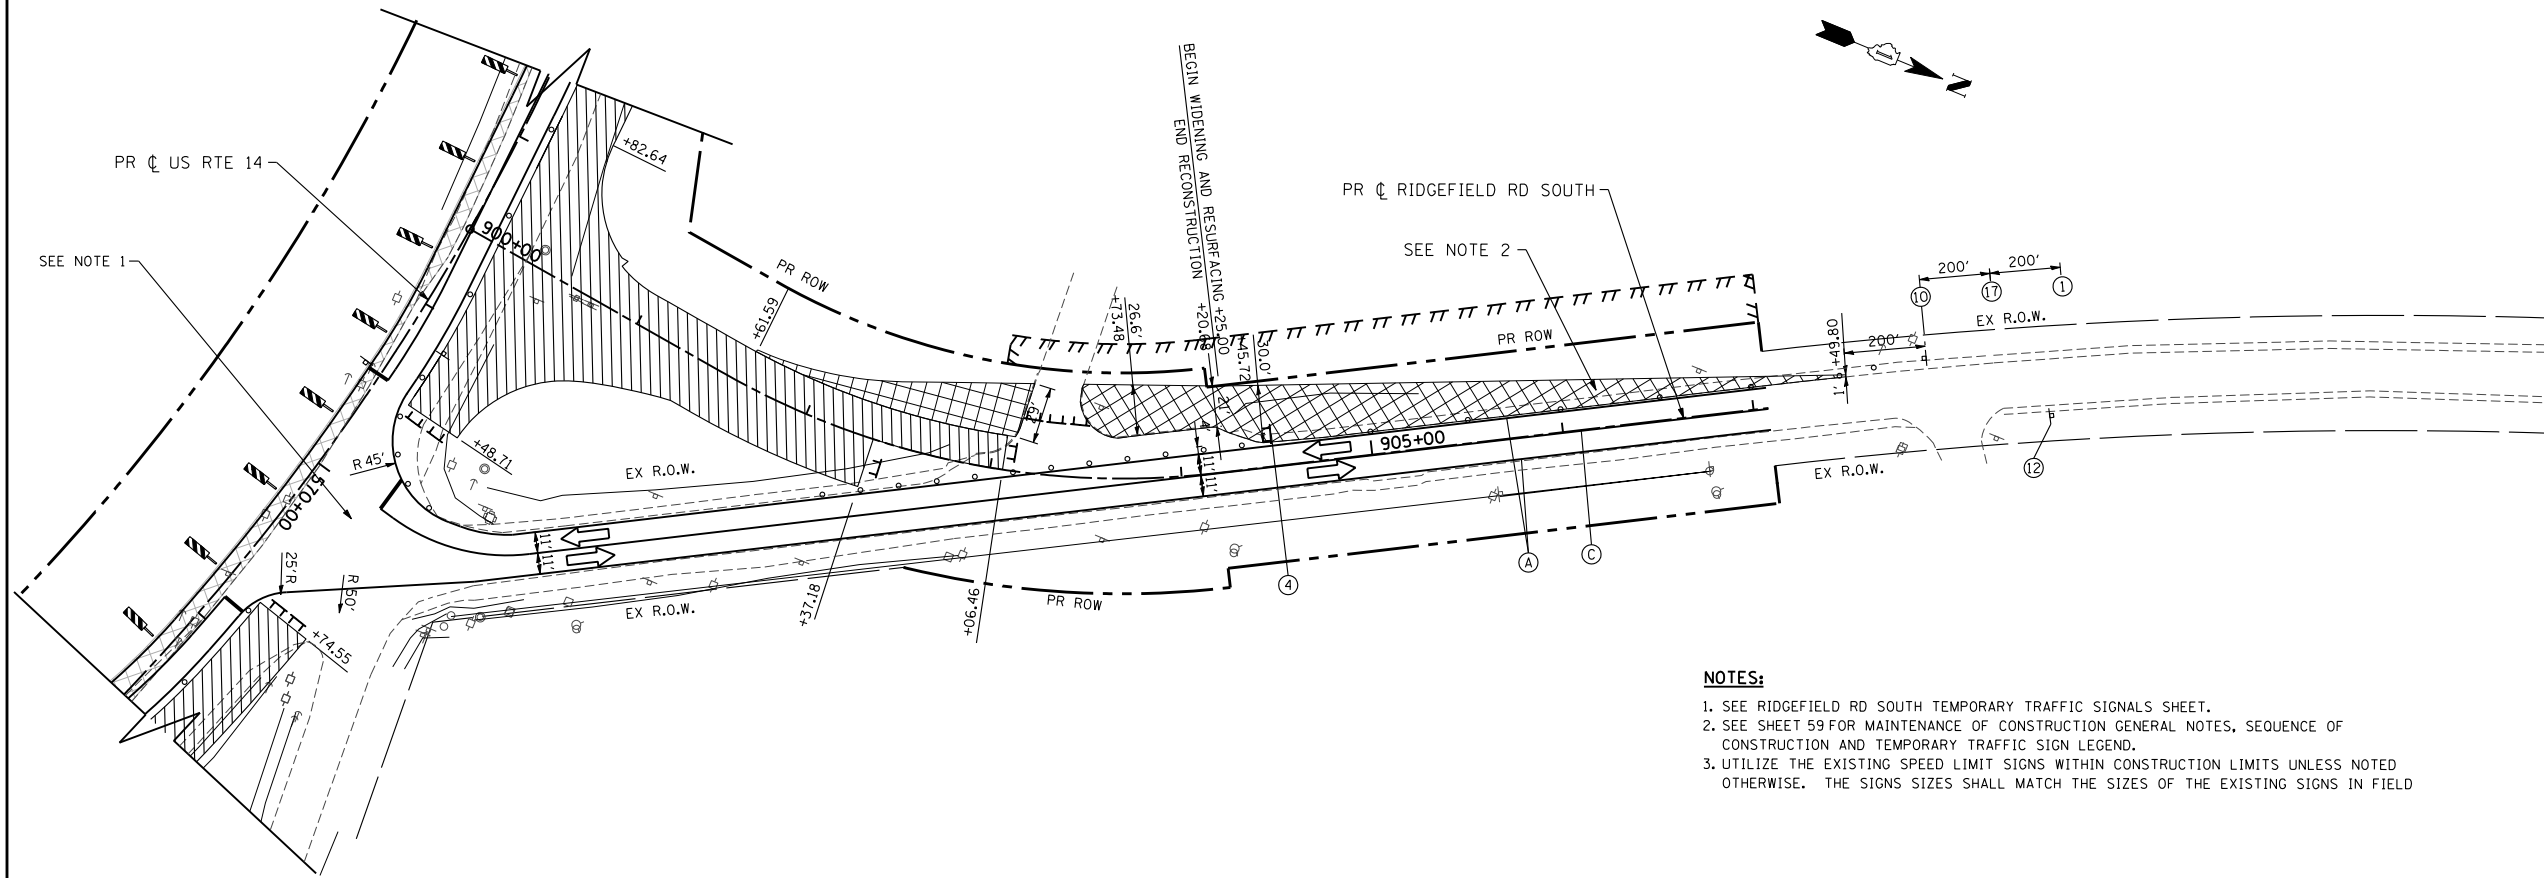 PR ℄ US RTE 14
SEE NOTE 1
900+00
+82.64
PR ROW
+61.59
BEGIN WIDENING AND RESURFACING +25.00
END RECONSTRUCTION
+73.48
26.6'
+45.72
30.0'
PR ℄ RIDGEFIELD RD SOUTH
SEE NOTE 2
PR ROW
N
200'
200'
10
17
1
EX R.O.W.
+49.80
200'
1'
905+00
11'
11'
R 45'
+48.71
EX R.O.W.
570+00
11'
11'
25'R
R 50'
+74.55
EX R.O.W.
+37.18
+06.46
PR ROW
4
A
C
EX R.O.W.
12
NOTES:
1. SEE RIDGEFIELD RD SOUTH TEMPORARY TRAFFIC SIGNALS SHEET.
2. SEE SHEET 59 FOR MAINTENANCE OF CONSTRUCTION GENERAL NOTES, SEQUENCE OF
CONSTRUCTION AND TEMPORARY TRAFFIC SIGN LEGEND.
3. UTILIZE THE EXISTING SPEED LIMIT SIGNS WITHIN CONSTRUCTION LIMITS UNLESS NOTED
OTHERWISE. THE SIGNS SIZES SHALL MATCH THE SIZES OF THE EXISTING SIGNS IN FIELD